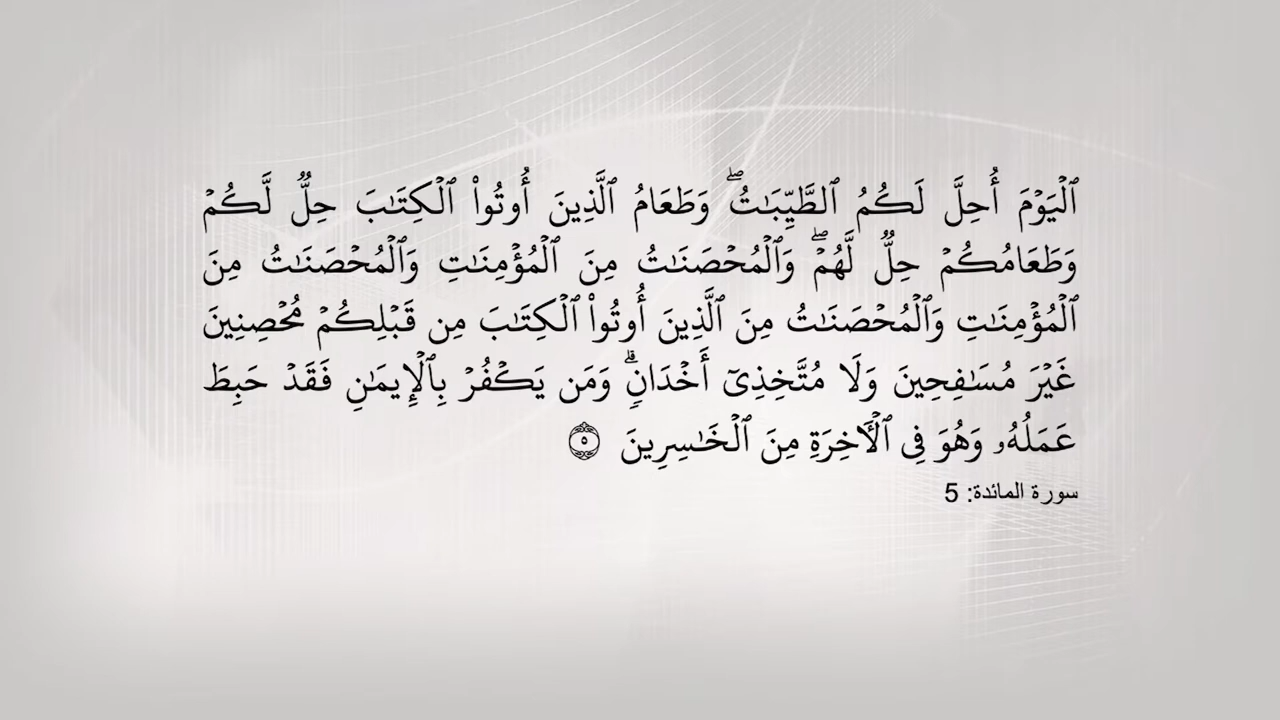 ٱلۡيَوۡمَ أُحِلَّ لَكُمُ ٱلطَّيِّبَٰتُۖ وَطَعَامُ ٱلَّذِينَ أُوتُواْ ٱلۡكِتَٰبَ حِلّٞ لَّكُمۡ
وَطَعَامُكُمۡ حِلّٞ لَّهُمۡۖ وَٱلۡمُحۡصَنَٰتُ مِنَ ٱلۡمُؤۡمِنَٰتِ وَٱلۡمُحۡصَنَٰتُ مِنَ
ٱلۡمُؤۡمِنَٰتِ وَٱلۡمُحۡصَنَٰتُ مِنَ ٱلَّذِينَ أُوتُواْ ٱلۡكِتَٰبَ مِن قَبۡلِكُمۡ مُحۡصِنِينَ
غَيۡرَ مُسَٰفِحِينَ وَلَا مُتَّخِذِيٓ أَخۡدَانٖۗ وَمَن يَكۡفُرۡ بِٱلۡإِيمَٰنِ فَقَدۡ حَبِطَ
عَمَلُهُۥ وَهُوَ فِي ٱلۡأٓخِرَةِ مِنَ ٱلۡخَٰسِرِينَ ٥
سورة المائدة: 5